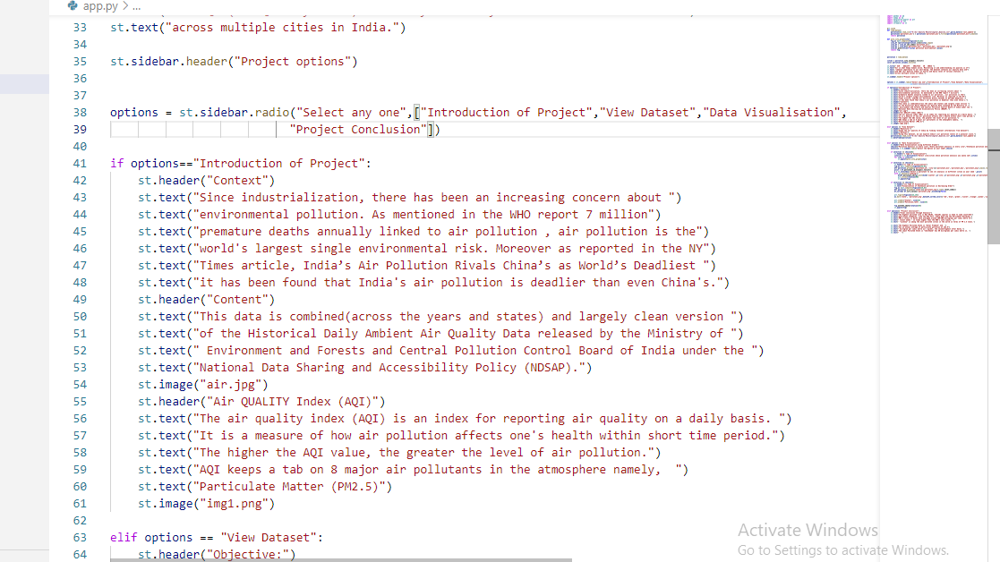 app.py > ...
33 st.text("across multiple cities in India.")
34
35 st.sidebar.header("Project options")
36
37
38 options = st.sidebar.radio("Select any one",["Introduction of Project","View Dataset","Data Visualisation",
39 "Project Conclusion"])
40
41 if options=="Introduction of Project":
42 st.header("Context")
43 st.text("Since industrialization, there has been an increasing concern about ")
44 st.text("environmental pollution. As mentioned in the WHO report 7 million")
45 st.text("premature deaths annually linked to air pollution , air pollution is the")
46 st.text("world's largest single environmental risk. Moreover as reported in the NY")
47 st.text("Times article, India’s Air Pollution Rivals China’s as World’s Deadliest ")
48 st.text("it has been found that India's air pollution is deadlier than even China's.")
49 st.header("Content")
50 st.text("This data is combined(across the years and states) and largely clean version ")
51 st.text("of the Historical Daily Ambient Air Quality Data released by the Ministry of ")
52 st.text(" Environment and Forests and Central Pollution Control Board of India under the ")
53 st.text("National Data Sharing and Accessibility Policy (NDSAP).")
54 st.image("air.jpg")
55 st.header("Air QUALITY Index (AQI)")
56 st.text("The air quality index (AQI) is an index for reporting air quality on a daily basis. ")
57 st.text("It is a measure of how air pollution affects one's health within short time period.")
58 st.text("The higher the AQI value, the greater the level of air pollution.")
59 st.text("AQI keeps a tab on 8 major air pollutants in the atmosphere namely,  ")
60 st.text("Particulate Matter (PM2.5)")
61 st.image("img1.png")
62
63 elif options == "View Dataset":
64 st.header("Objective:")
Activate Windows
Go to Settings to activate Windows.